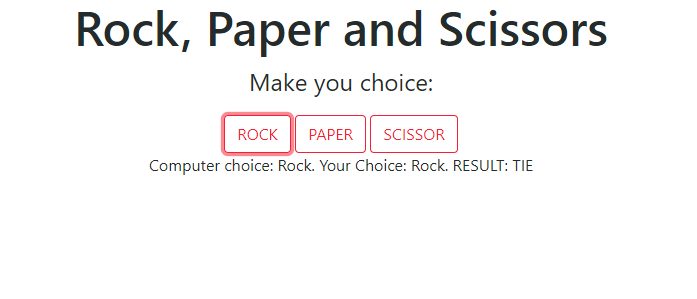 Rock, Paper and Scissors
Make you choice:
ROCK PAPER SCISSOR
Computer choice: Rock. Your Choice: Rock. RESULT: TIE